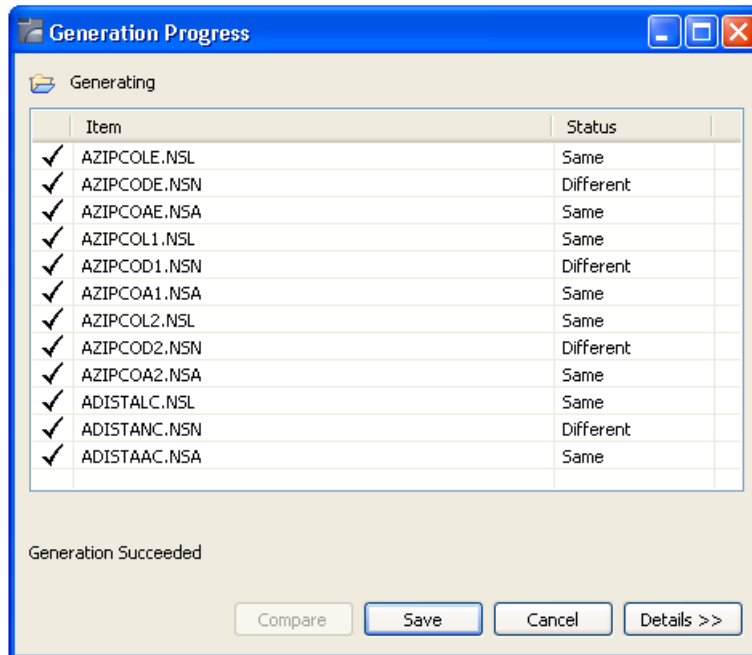 Generation Progress
Generating
Item Status
AZIPCOLE.NSL Same
AZIPCODE.NSN Different
AZIPCOAE.NSA Same
AZIPCOL1.NSL Same
AZIPCOD1.NSN Different
AZIPCOA1.NSA Same
AZIPCOL2.NSL Same
AZIPCOD2.NSN Different
AZIPCOA2.NSA Same
ADISTALC.NSL Same
ADISTANC.NSN Different
ADISTAAC.NSA Same
Generation Succeeded
Compare Save Cancel Details >>